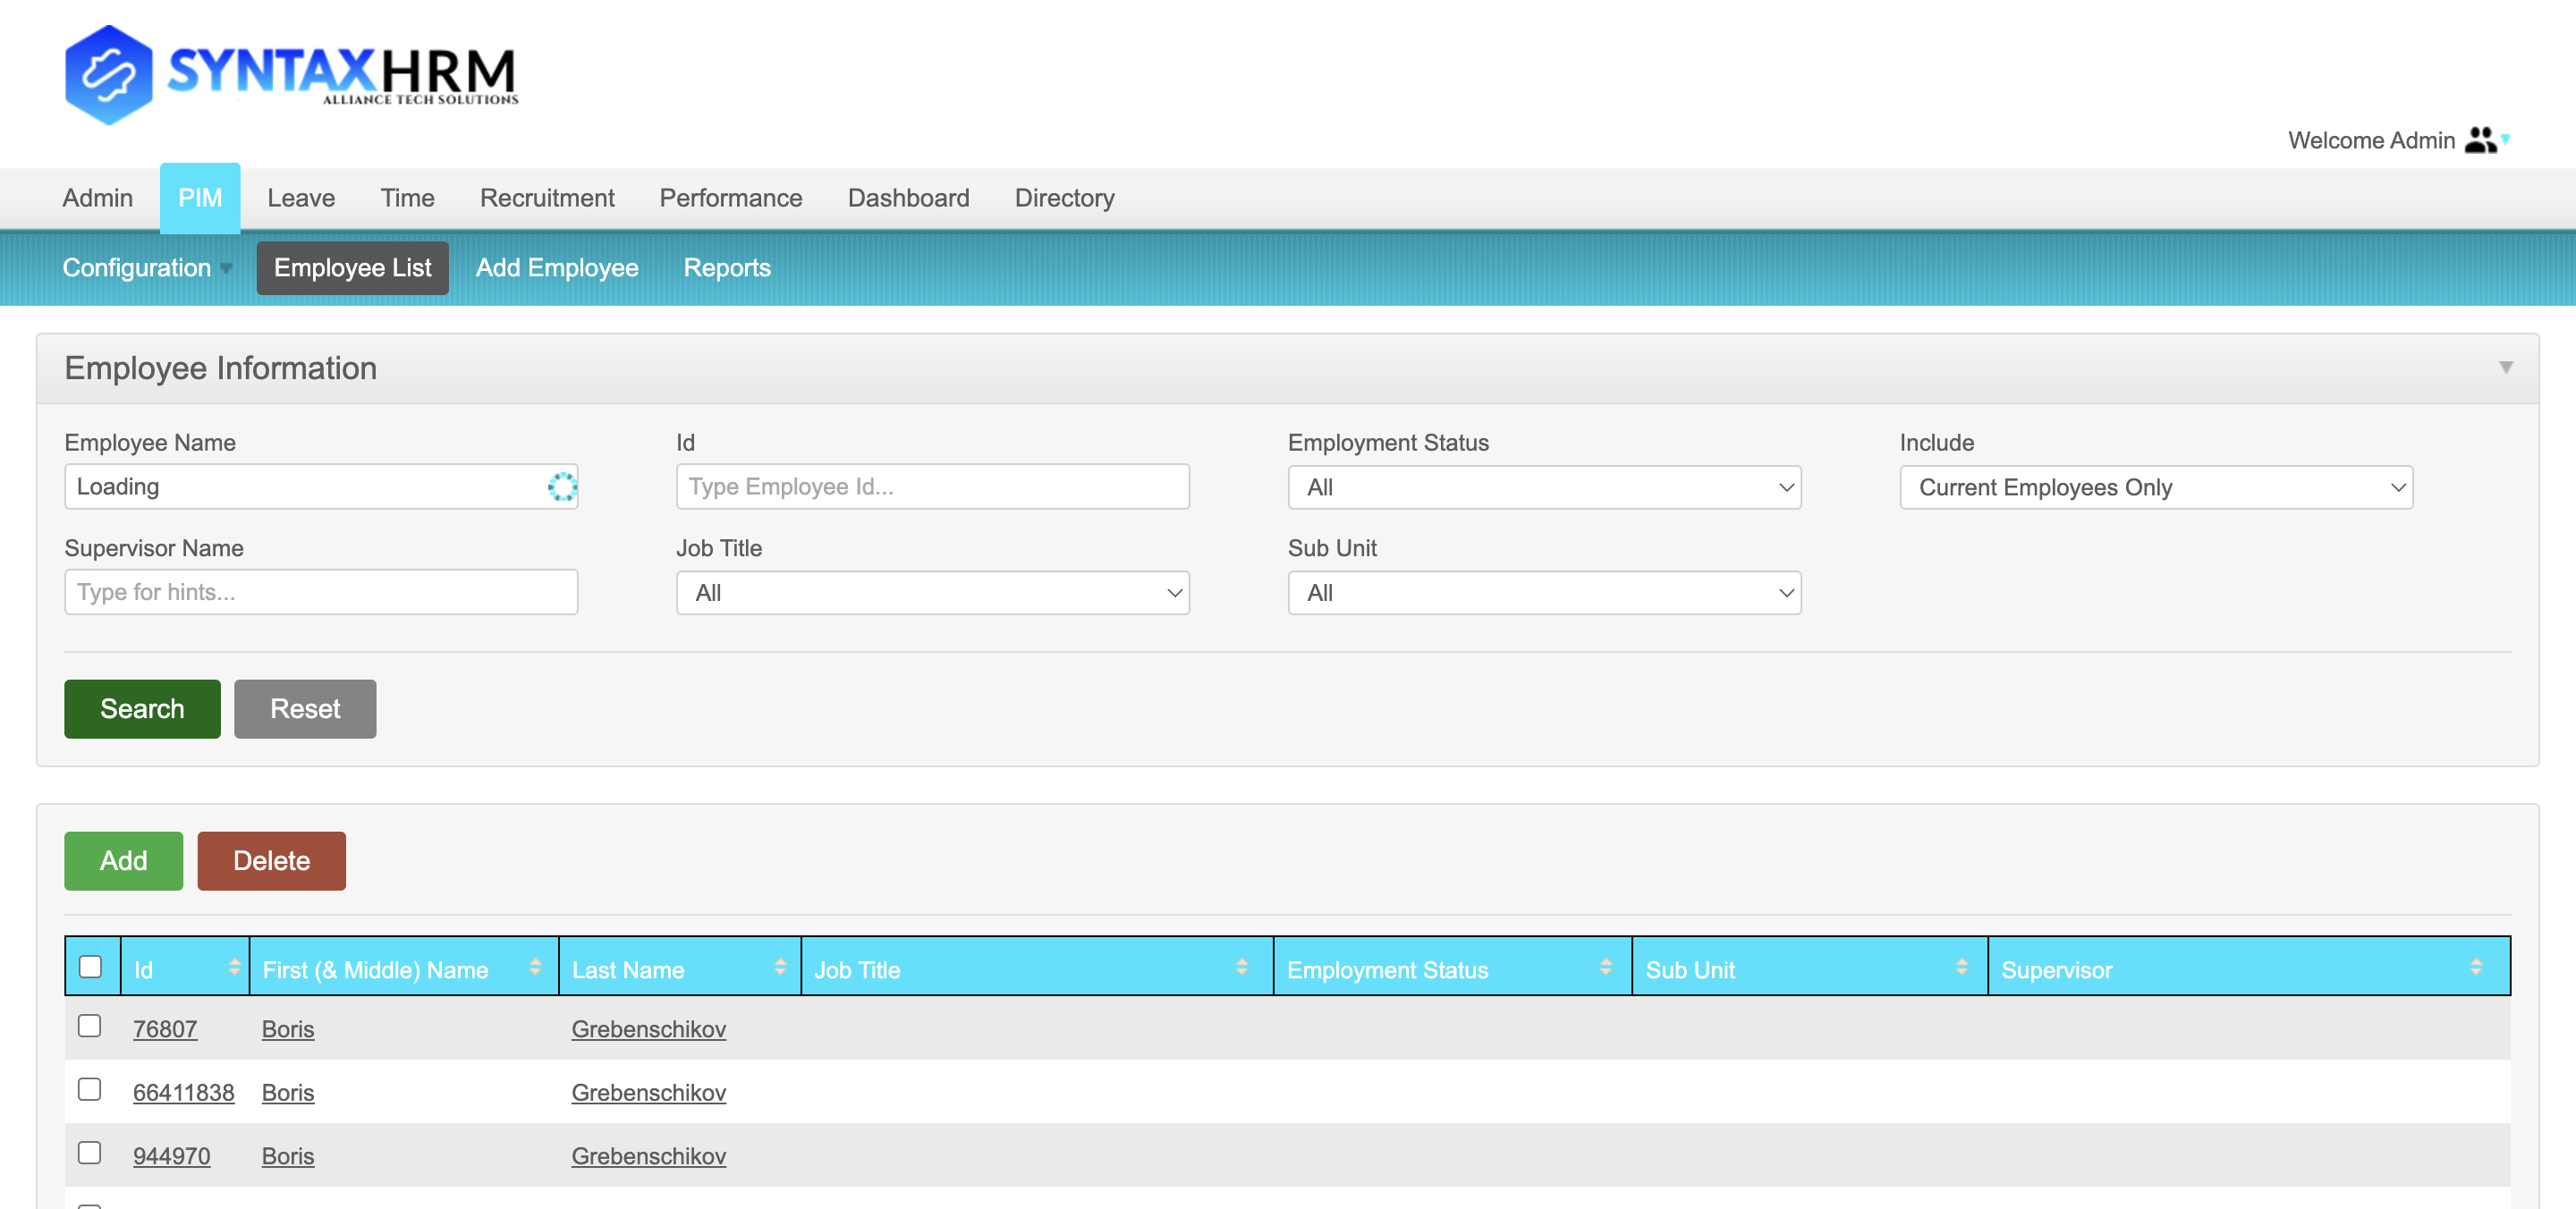 SYNTAXHRM
ALLIANCE TECH SOLUTIONS
Welcome Admin
Admin PIM Leave Time Recruitment Performance Dashboard Directory
Configuration Employee List Add Employee Reports
Employee Information
Employee Name Id Employment Status Include
Loading Type Employee Id... All Current Employees Only
Supervisor Name Job Title Sub Unit
Type for hints... All All
Search Reset
Add Delete
Id First (& Middle) Name Last Name Job Title Employment Status Sub Unit Supervisor
76807 Boris Grebenschikov
66411838 Boris Grebenschikov
944970 Boris Grebenschikov